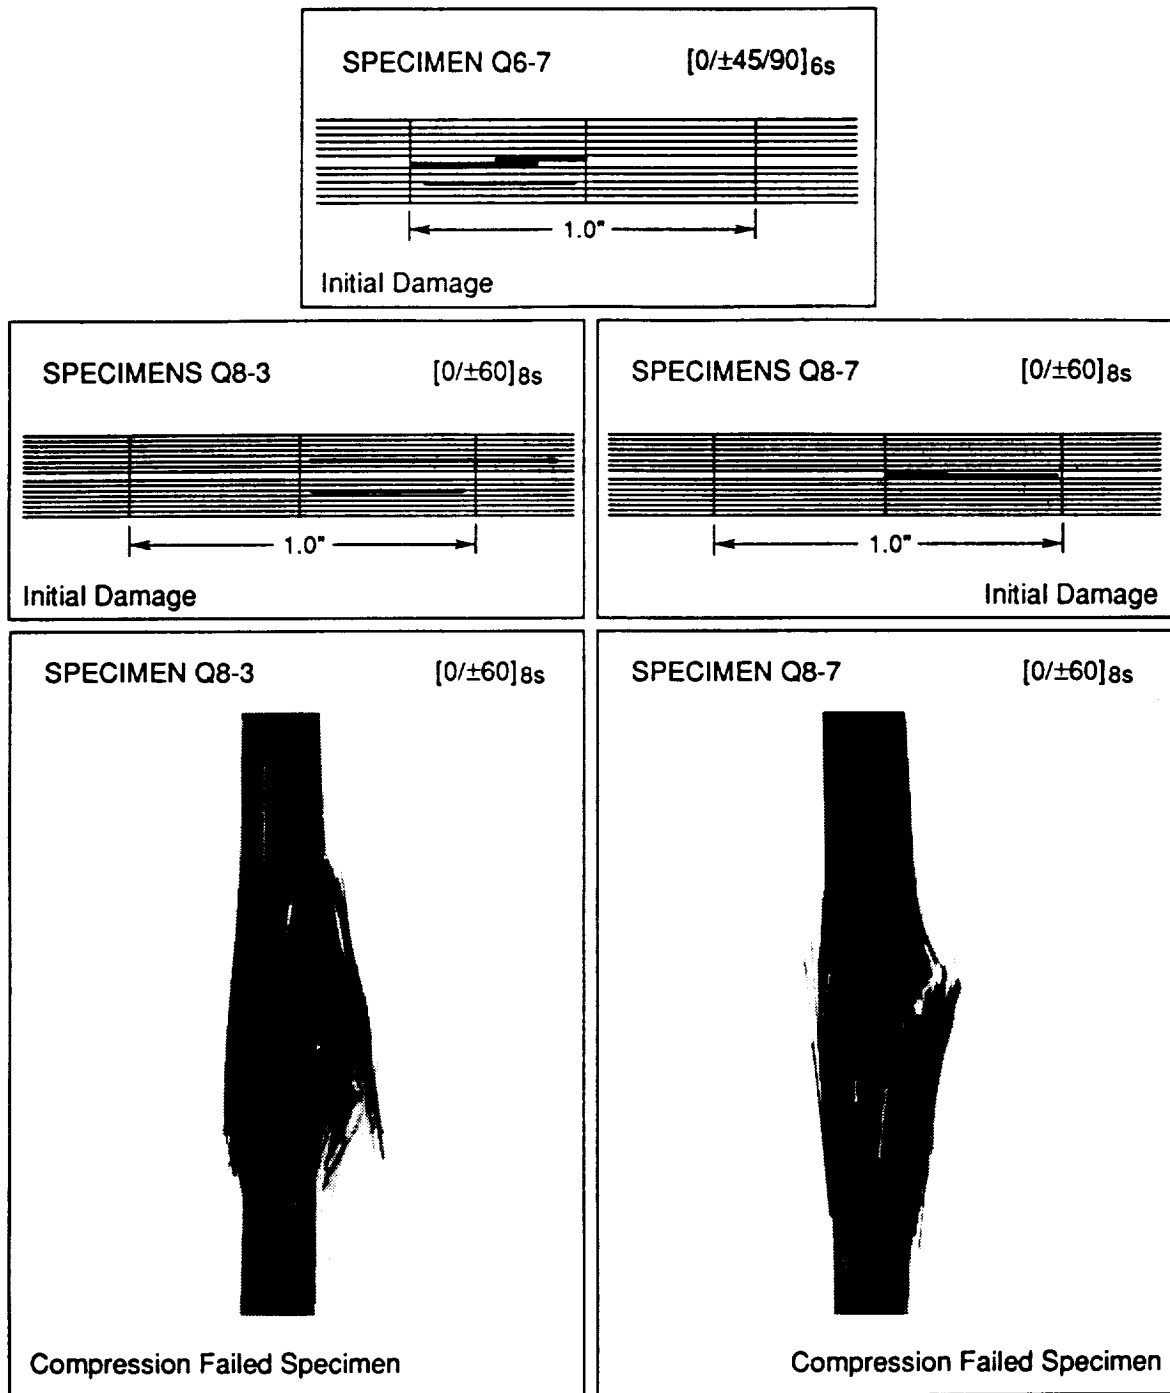 SPECIMEN Q6-7 [0/±45/90]6s
1.0"
Initial Damage
SPECIMENS Q8-3 [0/±60]8s
1.0"
Initial Damage
SPECIMENS Q8-7 [0/±60]8s
1.0"
Initial Damage
SPECIMEN Q8-3 [0/±60]8s
Compression Failed Specimen
SPECIMEN Q8-7 [0/±60]8s
Compression Failed Specimen